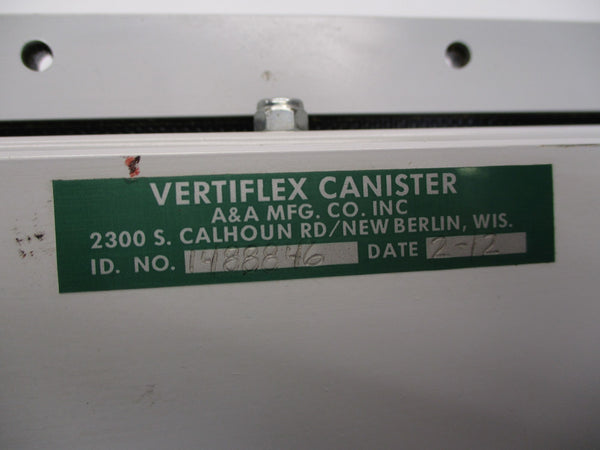 VERTIFLEX CANISTER
A&A MFG. CO. INC
2300 S. CALHOUN RD/NEW BERLIN, WIS.
ID. NO. 1488846 DATE 2-12